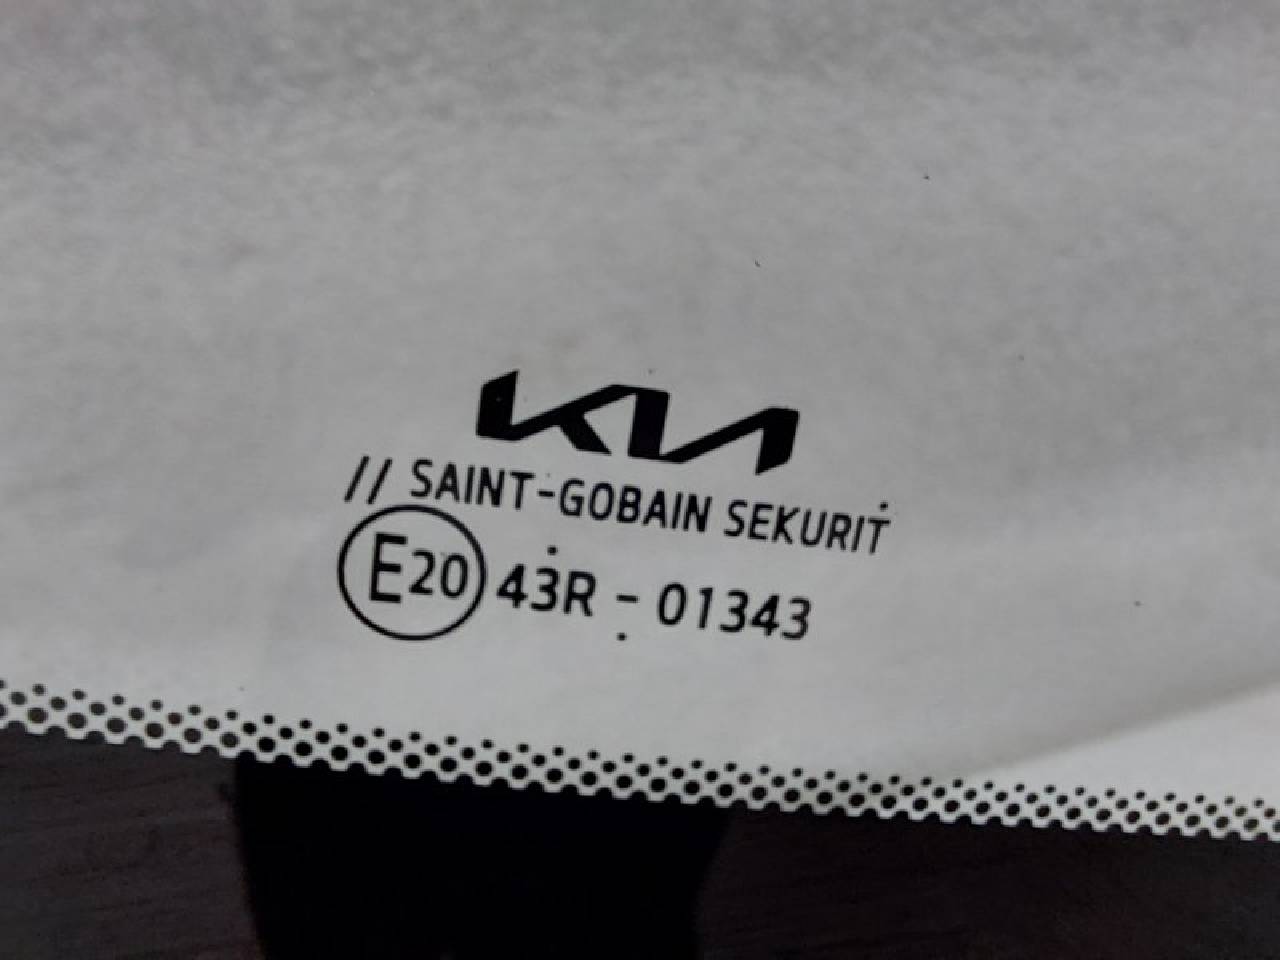 KIA
// SAINT-GOBAIN SEKURIT
E20 43R - 01343